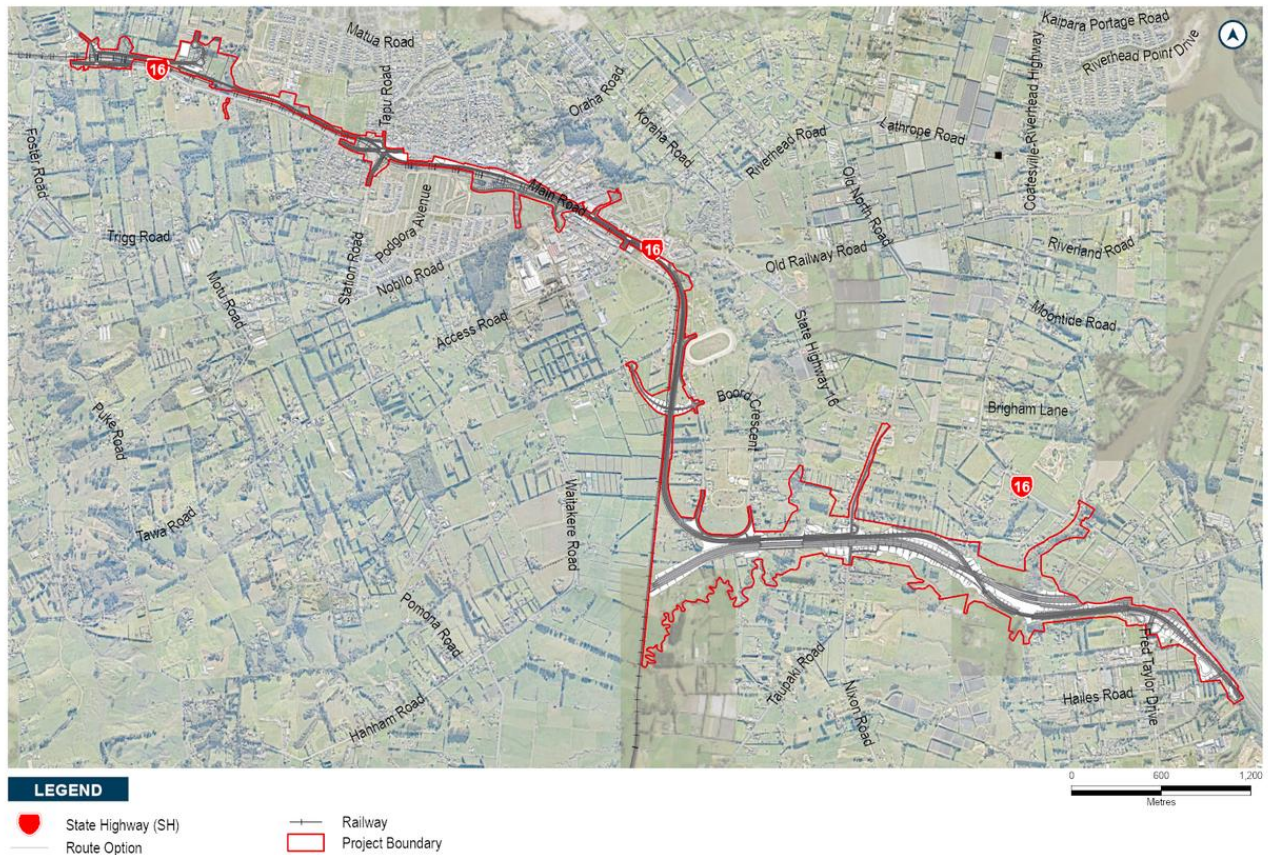 Kaipara Portage Road
Matua Road
Riverhead Point Drive
Coatesville-Riverhead Highway
16
Tapu Road
Oraha Road
Koraha Road
Riverhead Road
Lathrope Road
Foster Road
Old North Road
Main Road
Trigg Road
Podgora Avenue
Station Road
Nobilo Road
Motu Road
16
Old Railway Road
Riverland Road
Access Road
State Highway 16
Moontide Road
Boord Crescent
Brigham Lane
Puke Road
Tawa Road
Waitakere Road
16
Pomona Road
Taupaki Road
Nixon Road
Fred Taylor Drive
Hailes Road
Hanham Road
0 600 1,200
Metres
LEGEND
State Highway (SH)
Route Option
Railway
Project Boundary